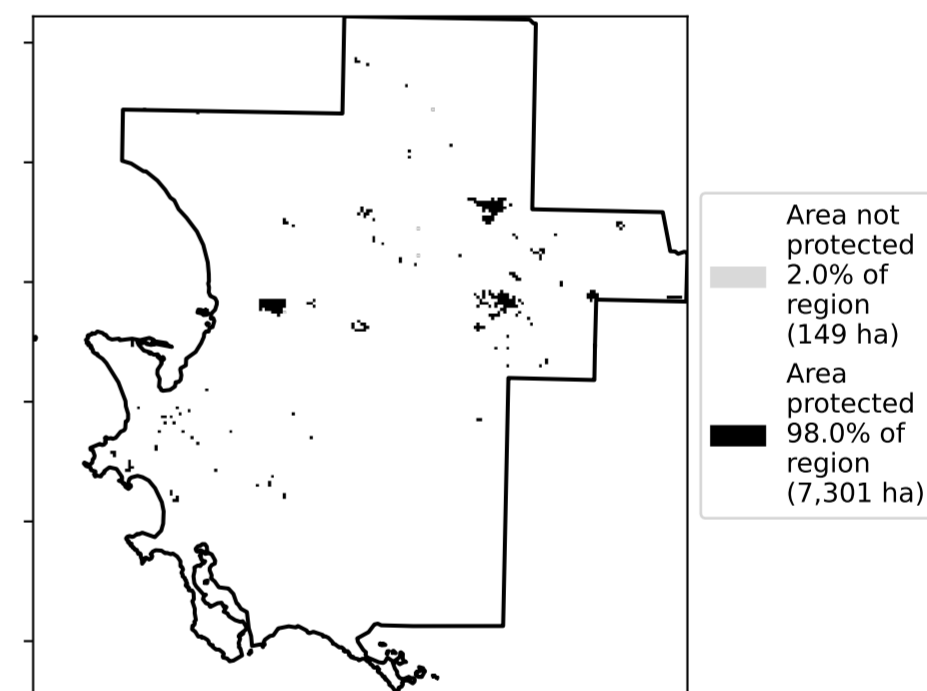 Area not
protected
2.0% of
region
(149 ha)
Area
protected
98.0% of
region
(7,301 ha)